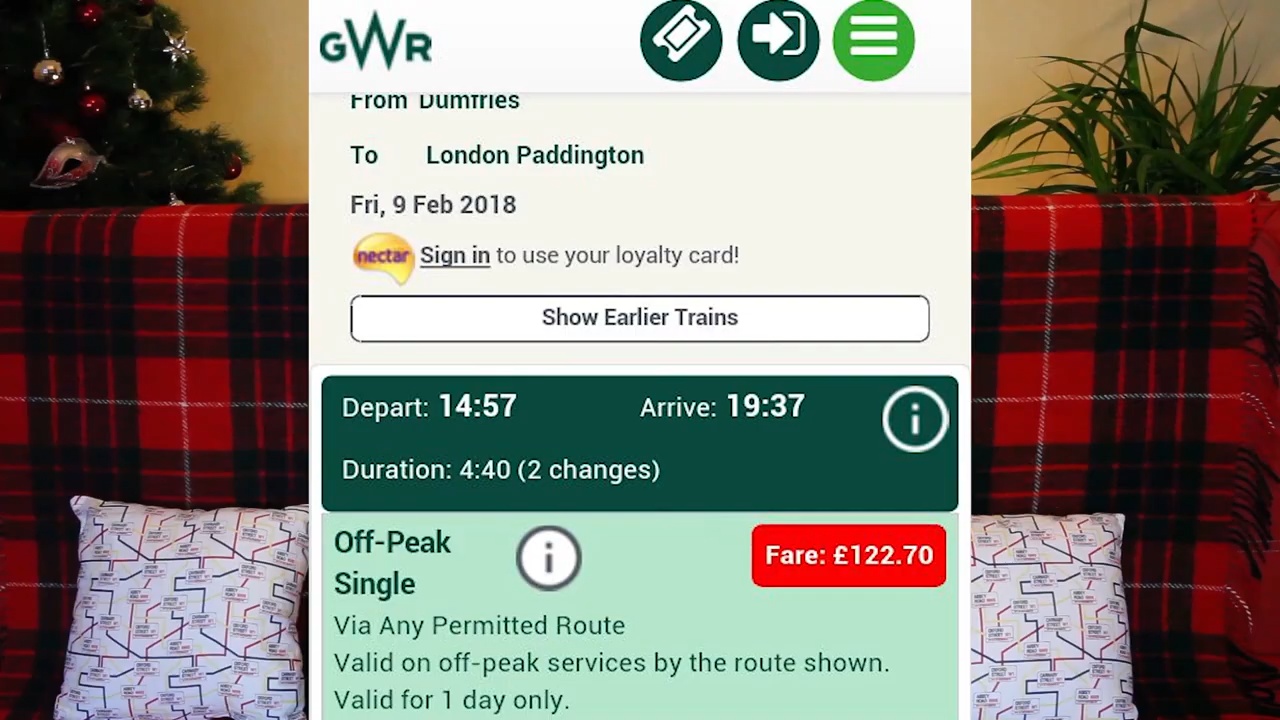 GWR
From Dumfries
To London Paddington
Fri, 9 Feb 2018
nectar Sign in to use your loyalty card!
Show Earlier Trains
Depart: 14:57 Arrive: 19:37
Duration: 4:40 (2 changes)
Off-Peak
Single
Fare: £122.70
Via Any Permitted Route
Valid on off-peak services by the route shown.
Valid for 1 day only.